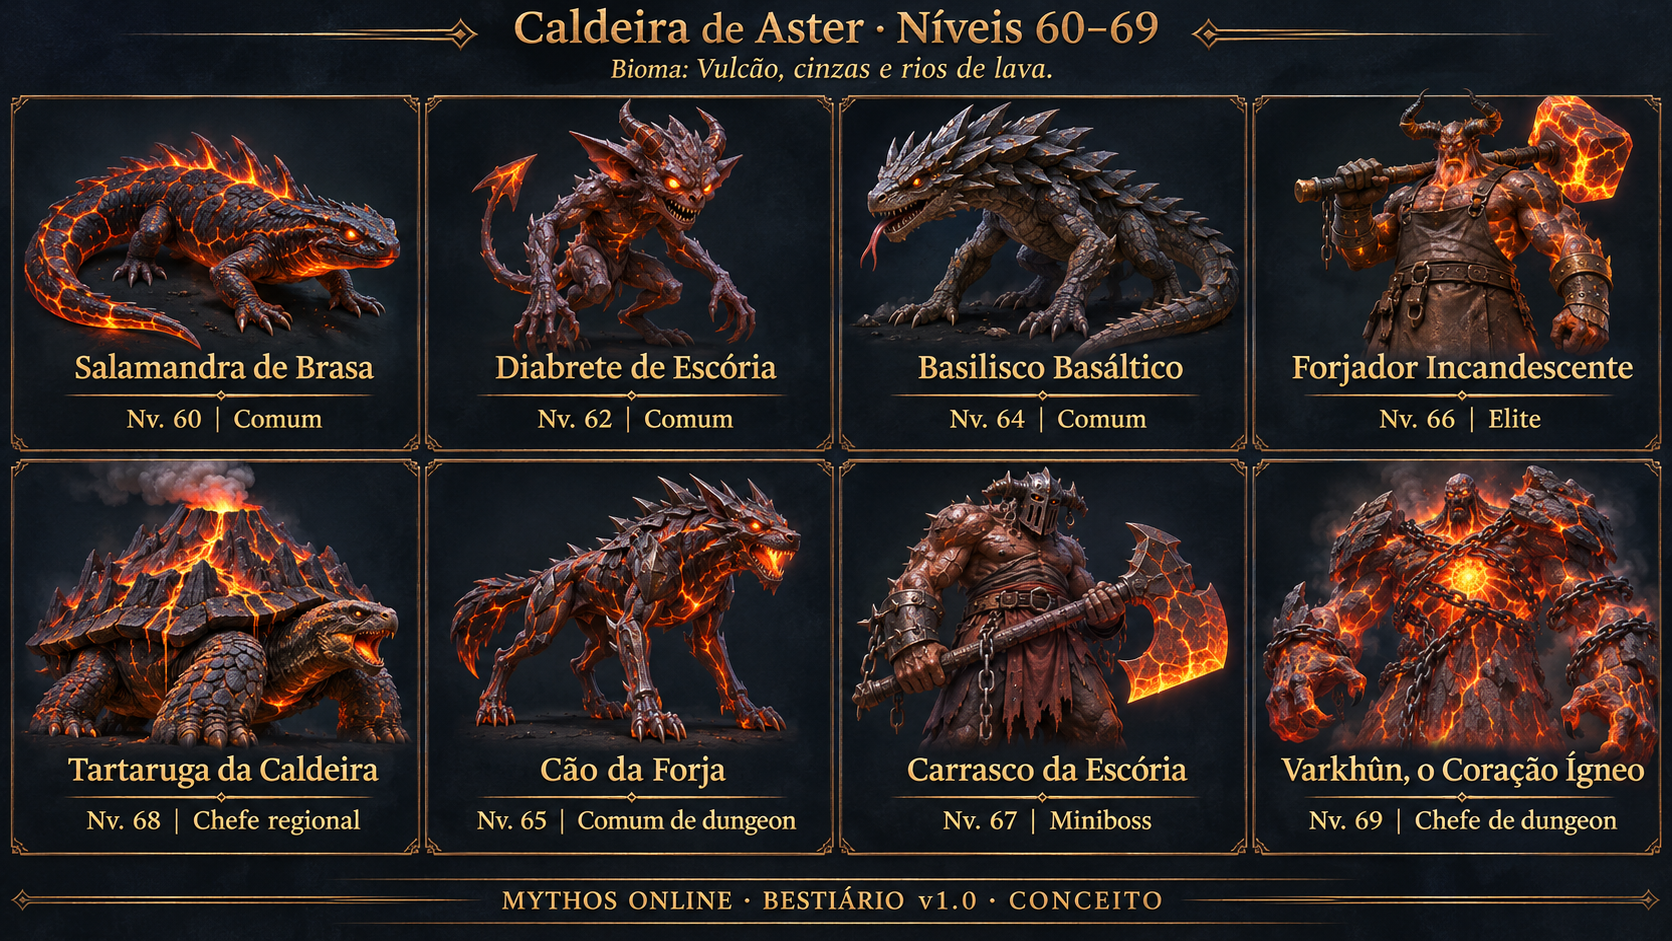 Caldeira de Aster · Níveis 60–69
Bioma: Vulcão, cinzas e rios de lava.
Salamandra de Brasa
Nv. 60 | Comum
Diabrete de Escória
Nv. 62 | Comum
Basilisco Basáltico
Nv. 64 | Comum
Forjador Incandescente
Nv. 66 | Elite
Tartaruga da Caldeira
Nv. 68 | Chefe regional
Cão da Forja
Nv. 65 | Comum de dungeon
Carrasco da Escória
Nv. 67 | Miniboss
Varkhûn, o Coração Ígneo
Nv. 69 | Chefe de dungeon
MYTHOS ONLINE · BESTIÁRIO v1.0 · CONCEITO